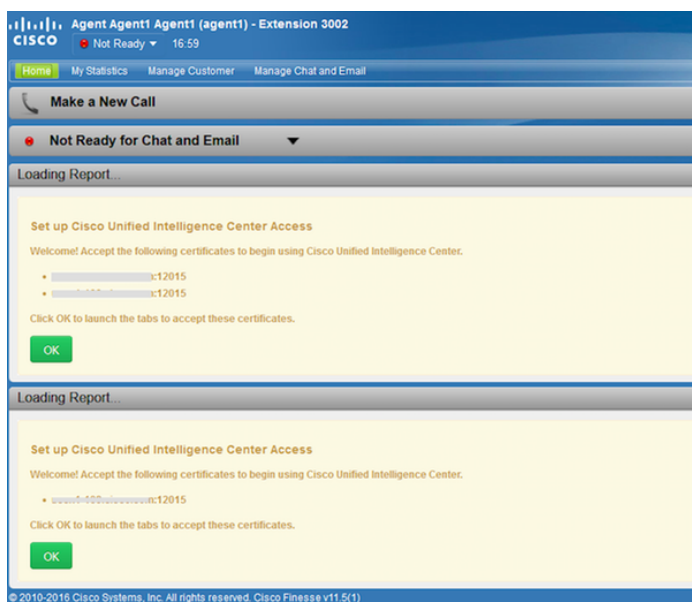 CISCO
Agent Agent1 Agent1 (agent1) - Extension 3002
Not Ready 16:59
Home My Statistics Manage Customer Manage Chat and Email
Make a New Call
Not Ready for Chat and Email
Loading Report...
Set up Cisco Unified Intelligence Center Access
Welcome! Accept the following certificates to begin using Cisco Unified Intelligence Center.
:12015
:12015
Click OK to launch the tabs to accept these certificates.
OK
Loading Report...
Set up Cisco Unified Intelligence Center Access
Welcome! Accept the following certificates to begin using Cisco Unified Intelligence Center.
:12015
Click OK to launch the tabs to accept these certificates.
OK
© 2010-2016 Cisco Systems, Inc. All rights reserved. Cisco Finesse v11.5(1)